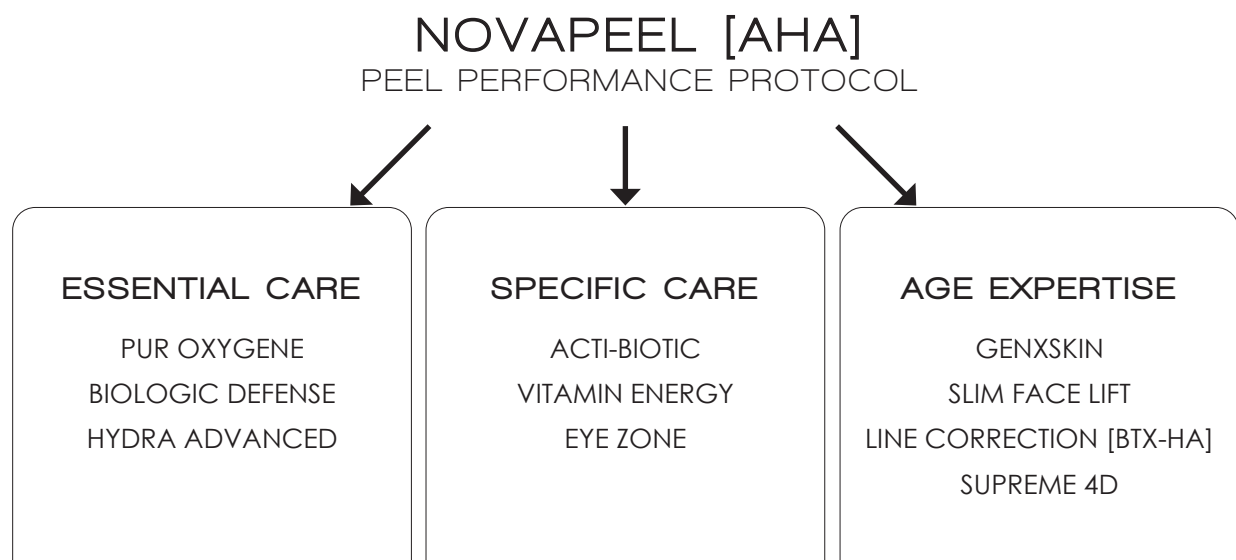 NOVAPEEL [AHA]
PEEL PERFORMANCE PROTOCOL
ESSENTIAL CARE
PUR OXYGENE
BIOLOGIC DEFENSE
HYDRA ADVANCED
SPECIFIC CARE
ACTI-BIOTIC
VITAMIN ENERGY
EYE ZONE
AGE EXPERTISE
GENXSKIN
SLIM FACE LIFT
LINE CORRECTION [BTX-HA]
SUPREME 4D